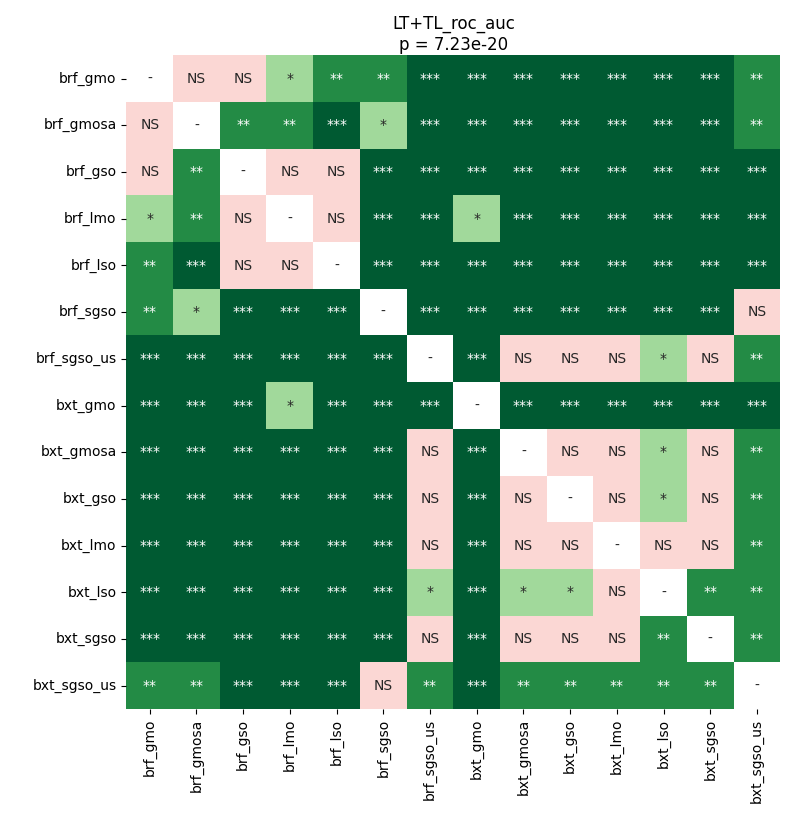 LT+TL_roc_auc
p = 7.23e-20
brf_gmo - NS NS * ** ** *** *** *** *** *** *** *** **
brf_gmosa NS - ** ** *** * *** *** *** *** *** *** *** **
brf_gso NS ** - NS NS *** *** *** *** *** *** *** *** ***
brf_lmo * ** NS - NS *** *** * *** *** *** *** *** ***
brf_lso ** *** NS NS - *** *** *** *** *** *** *** *** ***
brf_sgso ** * *** *** *** - *** *** *** *** *** *** *** NS
brf_sgso_us *** *** *** *** *** *** - *** NS NS NS * NS **
bxt_gmo *** *** *** * *** *** *** - *** *** *** *** *** ***
bxt_gmosa *** *** *** *** *** *** NS *** - NS NS * NS **
bxt_gso *** *** *** *** *** *** NS *** NS - NS * NS **
bxt_lmo *** *** *** *** *** *** NS *** NS NS - NS NS **
bxt_lso *** *** *** *** *** *** * *** * * NS - ** **
bxt_sgso *** *** *** *** *** *** NS *** NS NS NS ** - **
bxt_sgso_us ** ** *** *** *** NS ** *** ** ** ** ** ** -
brf_gmo
brf_gmosa
brf_gso
brf_lmo
brf_lso
brf_sgso
brf_sgso_us
bxt_gmo
bxt_gmosa
bxt_gso
bxt_lmo
bxt_lso
bxt_sgso
bxt_sgso_us